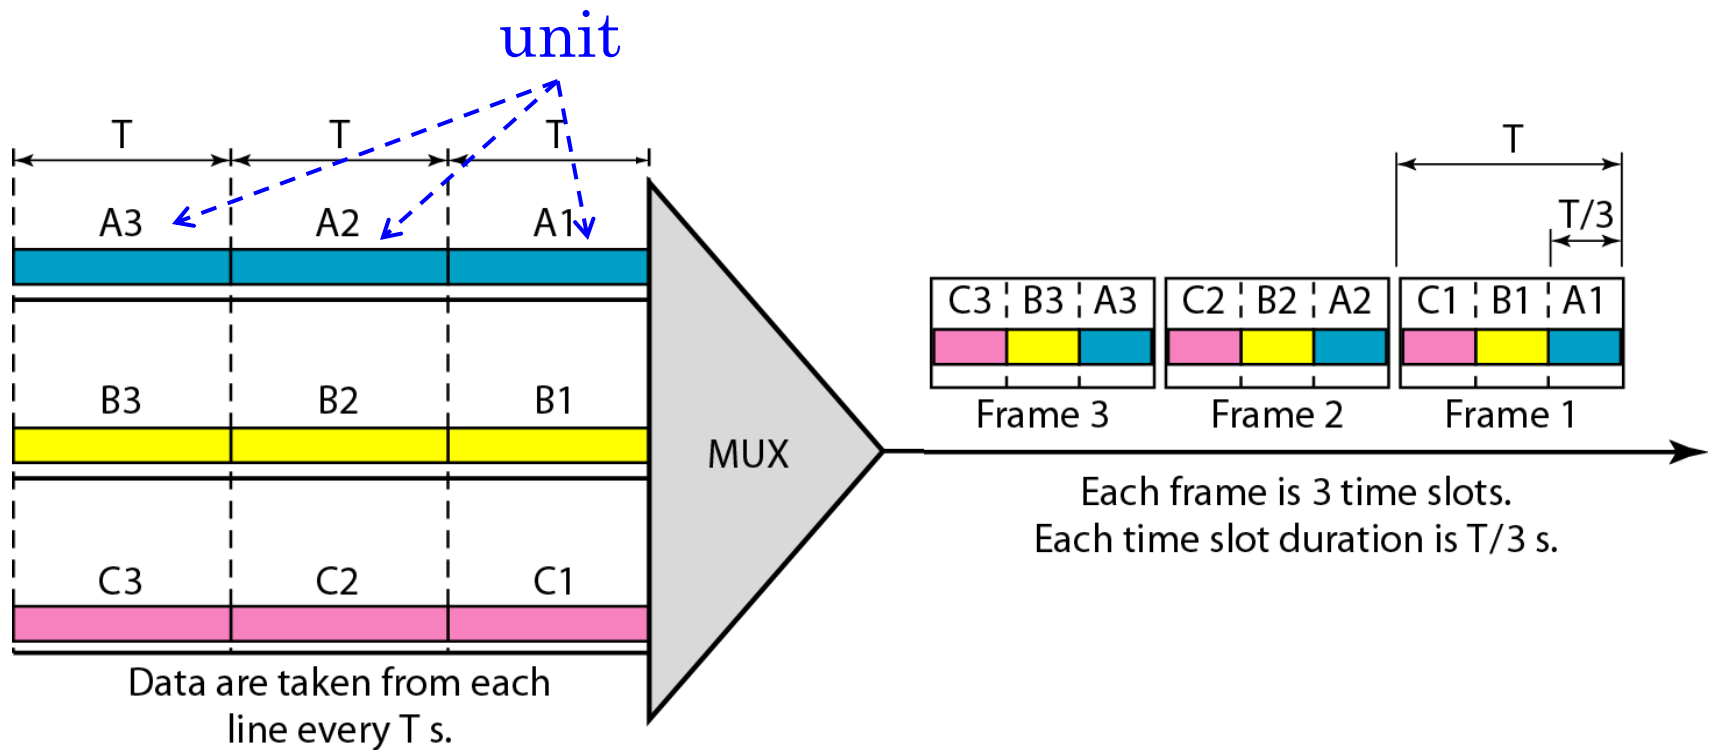 unit
T T T
T
T/3
A3 A2 A1
C3 B3 A3 C2 B2 A2 C1 B1 A1
Frame 3 Frame 2 Frame 1
B3 B2 B1
MUX
Each frame is 3 time slots.
Each time slot duration is T/3 s.
C3 C2 C1
Data are taken from each
line every T s.